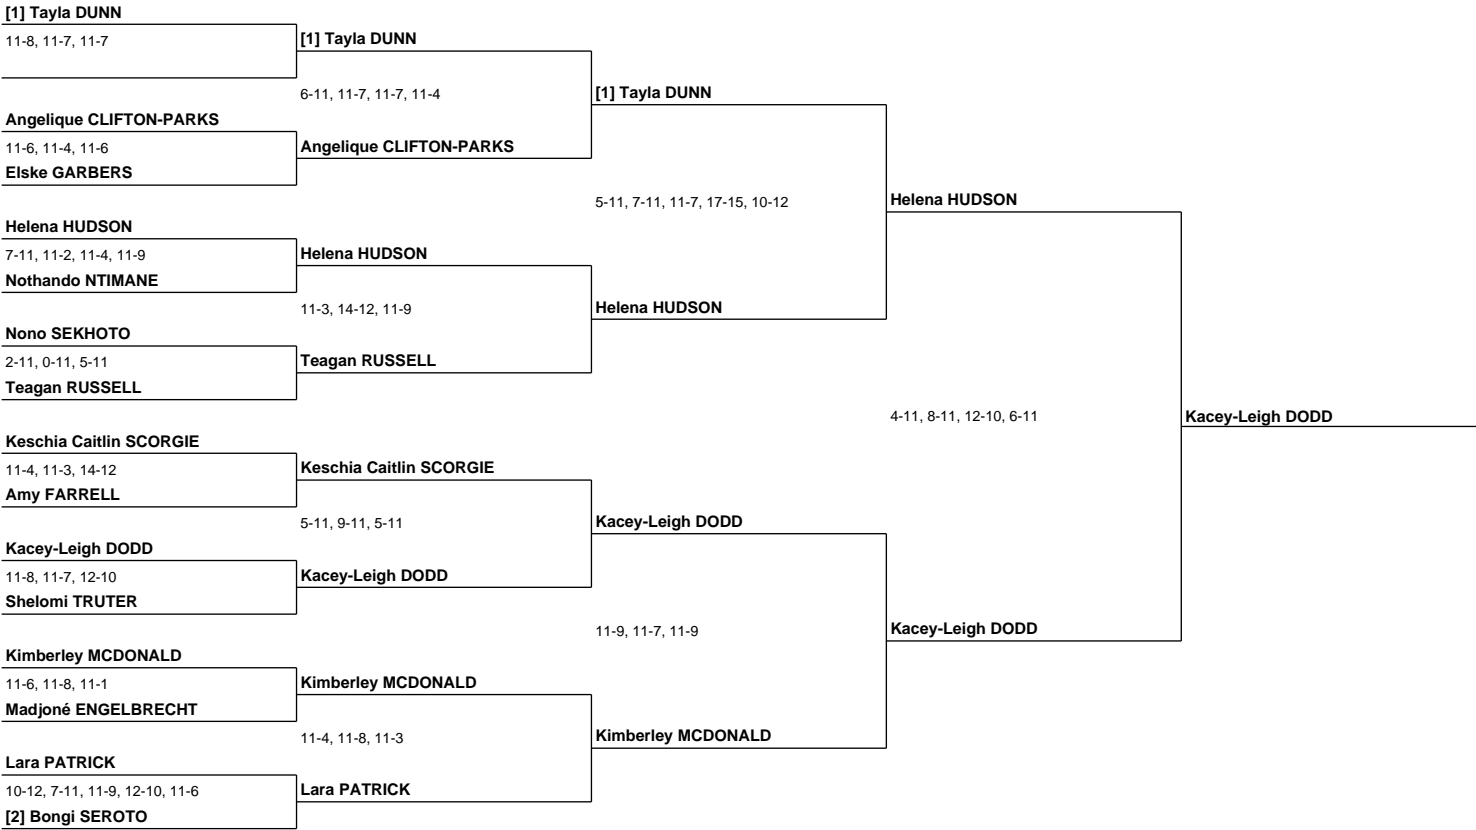 [1] Tayla DUNN
11-8, 11-7, 11-7
[1] Tayla DUNN
6-11, 11-7, 11-7, 11-4
[1] Tayla DUNN
Angelique CLIFTON-PARKS
11-6, 11-4, 11-6
Angelique CLIFTON-PARKS
Elske GARBERS
5-11, 7-11, 11-7, 17-15, 10-12
Helena HUDSON
Helena HUDSON
7-11, 11-2, 11-4, 11-9
Helena HUDSON
Nothando NTIMANE
11-3, 14-12, 11-9
Helena HUDSON
Nono SEKHOTO
2-11, 0-11, 5-11
Teagan RUSSELL
Teagan RUSSELL
4-11, 8-11, 12-10, 6-11
Kacey-Leigh DODD
Keschia Caitlin SCORGIE
11-4, 11-3, 14-12
Keschia Caitlin SCORGIE
Amy FARRELL
5-11, 9-11, 5-11
Kacey-Leigh DODD
Kacey-Leigh DODD
11-8, 11-7, 12-10
Kacey-Leigh DODD
Shelomi TRUTER
11-9, 11-7, 11-9
Kacey-Leigh DODD
Kimberley MCDONALD
11-6, 11-8, 11-1
Kimberley MCDONALD
Madjoné ENGELBRECHT
11-4, 11-8, 11-3
Kimberley MCDONALD
Lara PATRICK
10-12, 7-11, 11-9, 12-10, 11-6
Lara PATRICK
[2] Bongi SEROTO